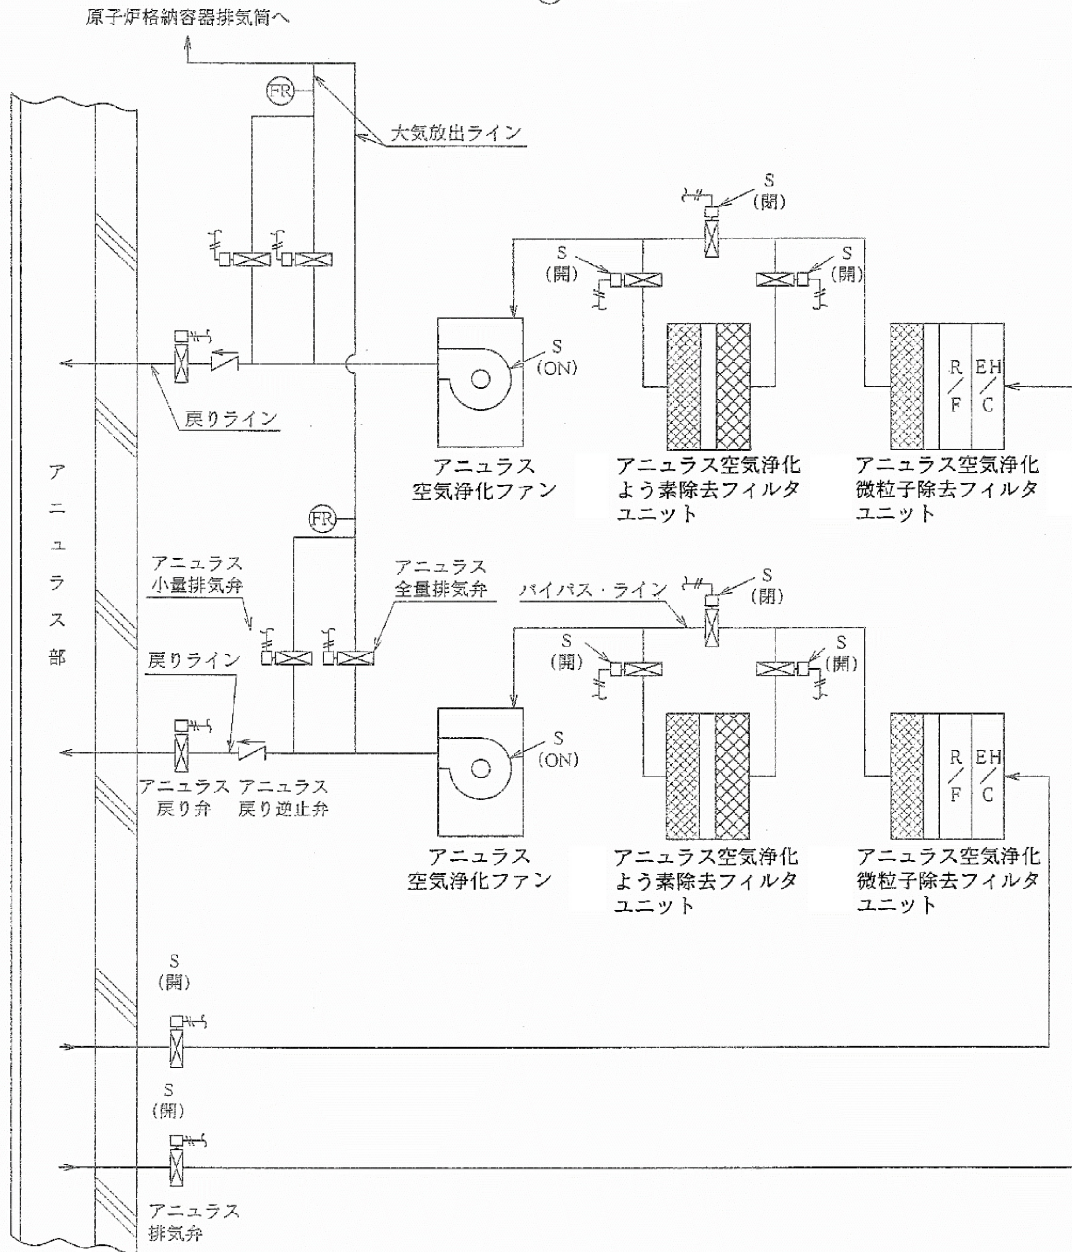 原子炉格納容器排気筒へ
FR
大気放出ライン
S
(閉)
S
(開)
S
(開)
S
(ON)
R/F
EH/C
戻りライン
アニュラス
空気浄化ファン
アニュラス空気浄化
よう素除去フィルタ
ユニット
アニュラス空気浄化
微粒子除去フィルタ
ユニット
アニュラス部
FR
アニュラス
小量排気弁
アニュラス
全量排気弁
バイパス・ライン
S
(閉)
S
(開)
S
(開)
戻りライン
S
(ON)
R/F
EH/C
アニュラス
戻り弁
アニュラス
戻り逆止弁
アニュラス
空気浄化ファン
アニュラス空気浄化
よう素除去フィルタ
ユニット
アニュラス空気浄化
微粒子除去フィルタ
ユニット
S
(開)
S
(開)
アニュラス
排気弁